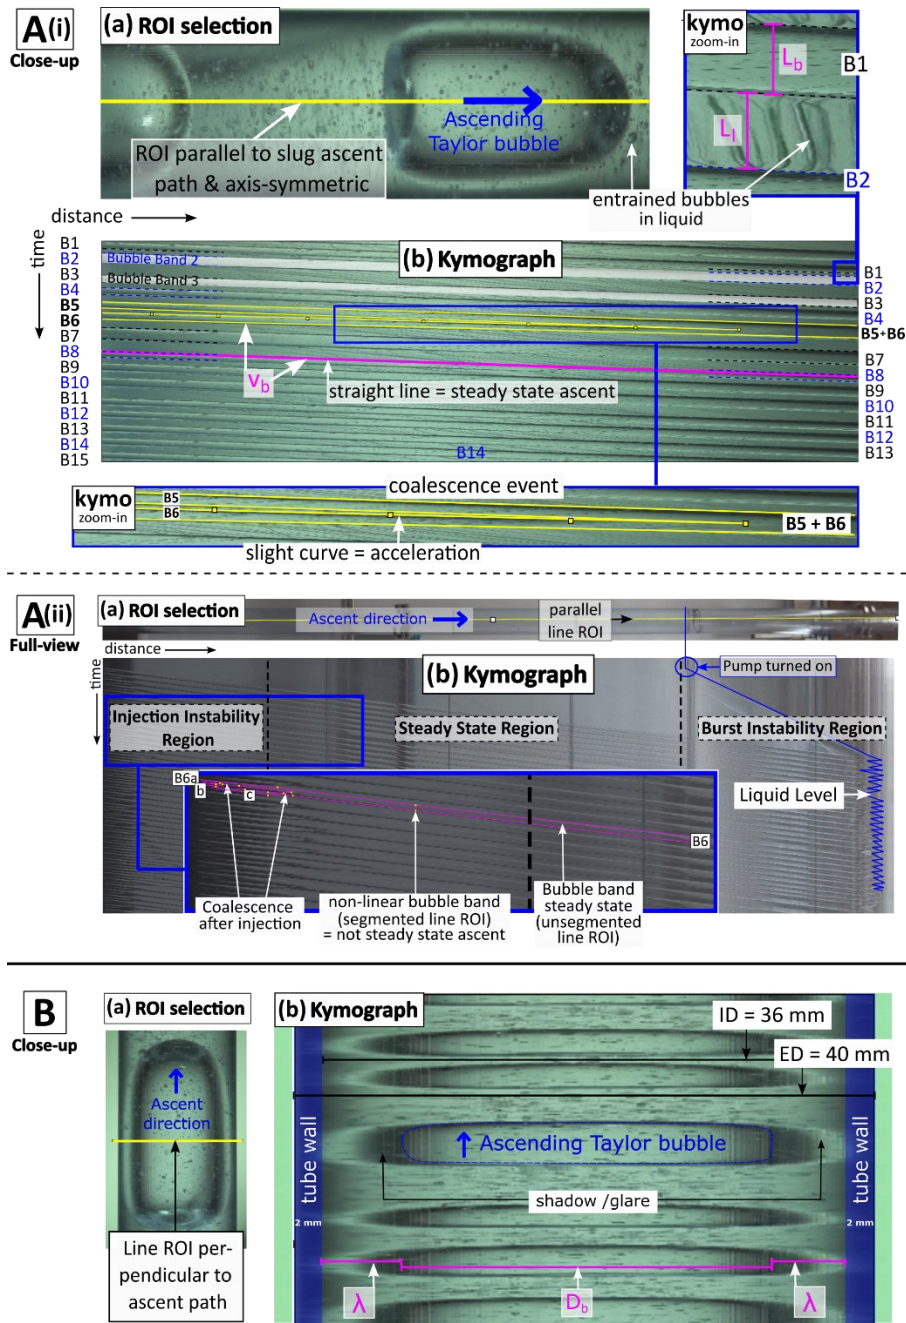 A(i)
Close-up
(a) ROI selection
Ascending
Taylor bubble
ROI parallel to slug ascent
path & axis-symmetric
entrained bubbles
in liquid
kymo
zoom-in
L_b
B1
L_l
B2
distance
time
(b) Kymograph
B1
B2
B3
B4
B5
B6
B7
B8
B9
B10
B11
B12
B13
B14
B15
Bubble Band 2
Bubble Band 3
v_b
straight line = steady state ascent
B14
B1
B2
B3
B4
B5+B6
B7
B8
B9
B10
B11
B12
B13
kymo
zoom-in
coalescence event
B5
B6
B5 + B6
slight curve = acceleration
A(ii)
Full-view
(a) ROI selection
Ascent direction
parallel
line ROI
distance
time
(b) Kymograph
Pump turned on
Injection Instability
Region
Steady State Region
Burst Instability Region
Liquid Level
B6a
b
c
B6
Coalescence
after injection
non-linear bubble band
(segmented line ROI)
= not steady state ascent
Bubble band
steady state
(unsegmented
line ROI)
B
Close-up
(a) ROI selection
Ascent
direction
Line ROI per-
pendicular to
ascent path
(b) Kymograph
ID = 36 mm
ED = 40 mm
Ascending Taylor bubble
shadow /glare
tube wall
2 mm
tube wall
2 mm
λ
D_b
λ